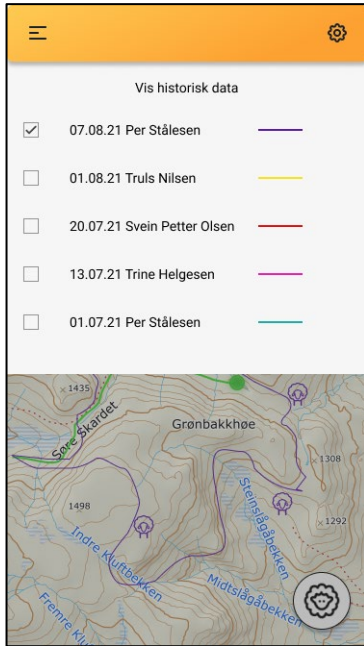 Vis historisk data
07.08.21 Per Stålesen
01.08.21 Truls Nilsen
20.07.21 Svein Petter Olsen
13.07.21 Trine Helgesen
01.07.21 Per Stålesen
1435
Søre Skardet
Grønbakkhøe
1308
Steinslågåbekken
1498
1292
Indre Kluftbekken
Midtslågåbekken
Fremre Klu